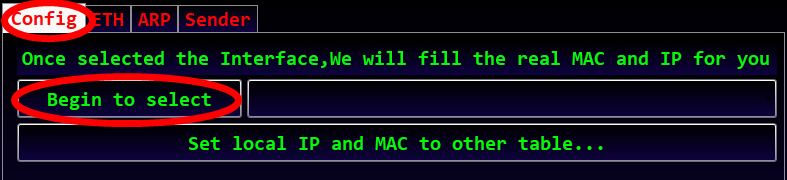 Config ETH ARP Sender
Once selected the Interface,We will fill the real MAC and IP for you
Begin to select
Set local IP and MAC to other table...